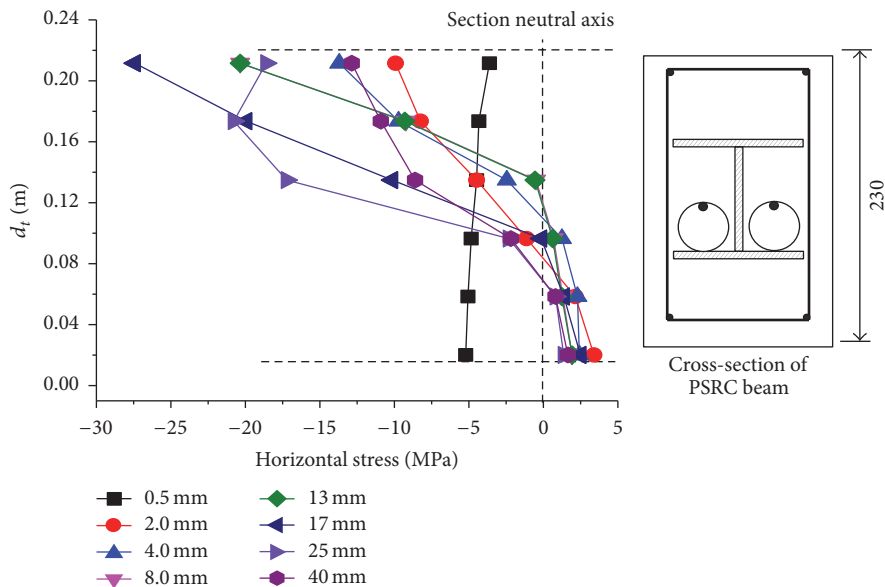 Section neutral axis
0.24
0.20
0.16
0.12
0.08
0.04
0.00
d_t (m)
−30
−25
−20
−15
−10
−5
0
5
Horizontal stress (MPa)
230
Cross-section of
PSRC beam
0.5 mm
2.0 mm
4.0 mm
8.0 mm
13 mm
17 mm
25 mm
40 mm